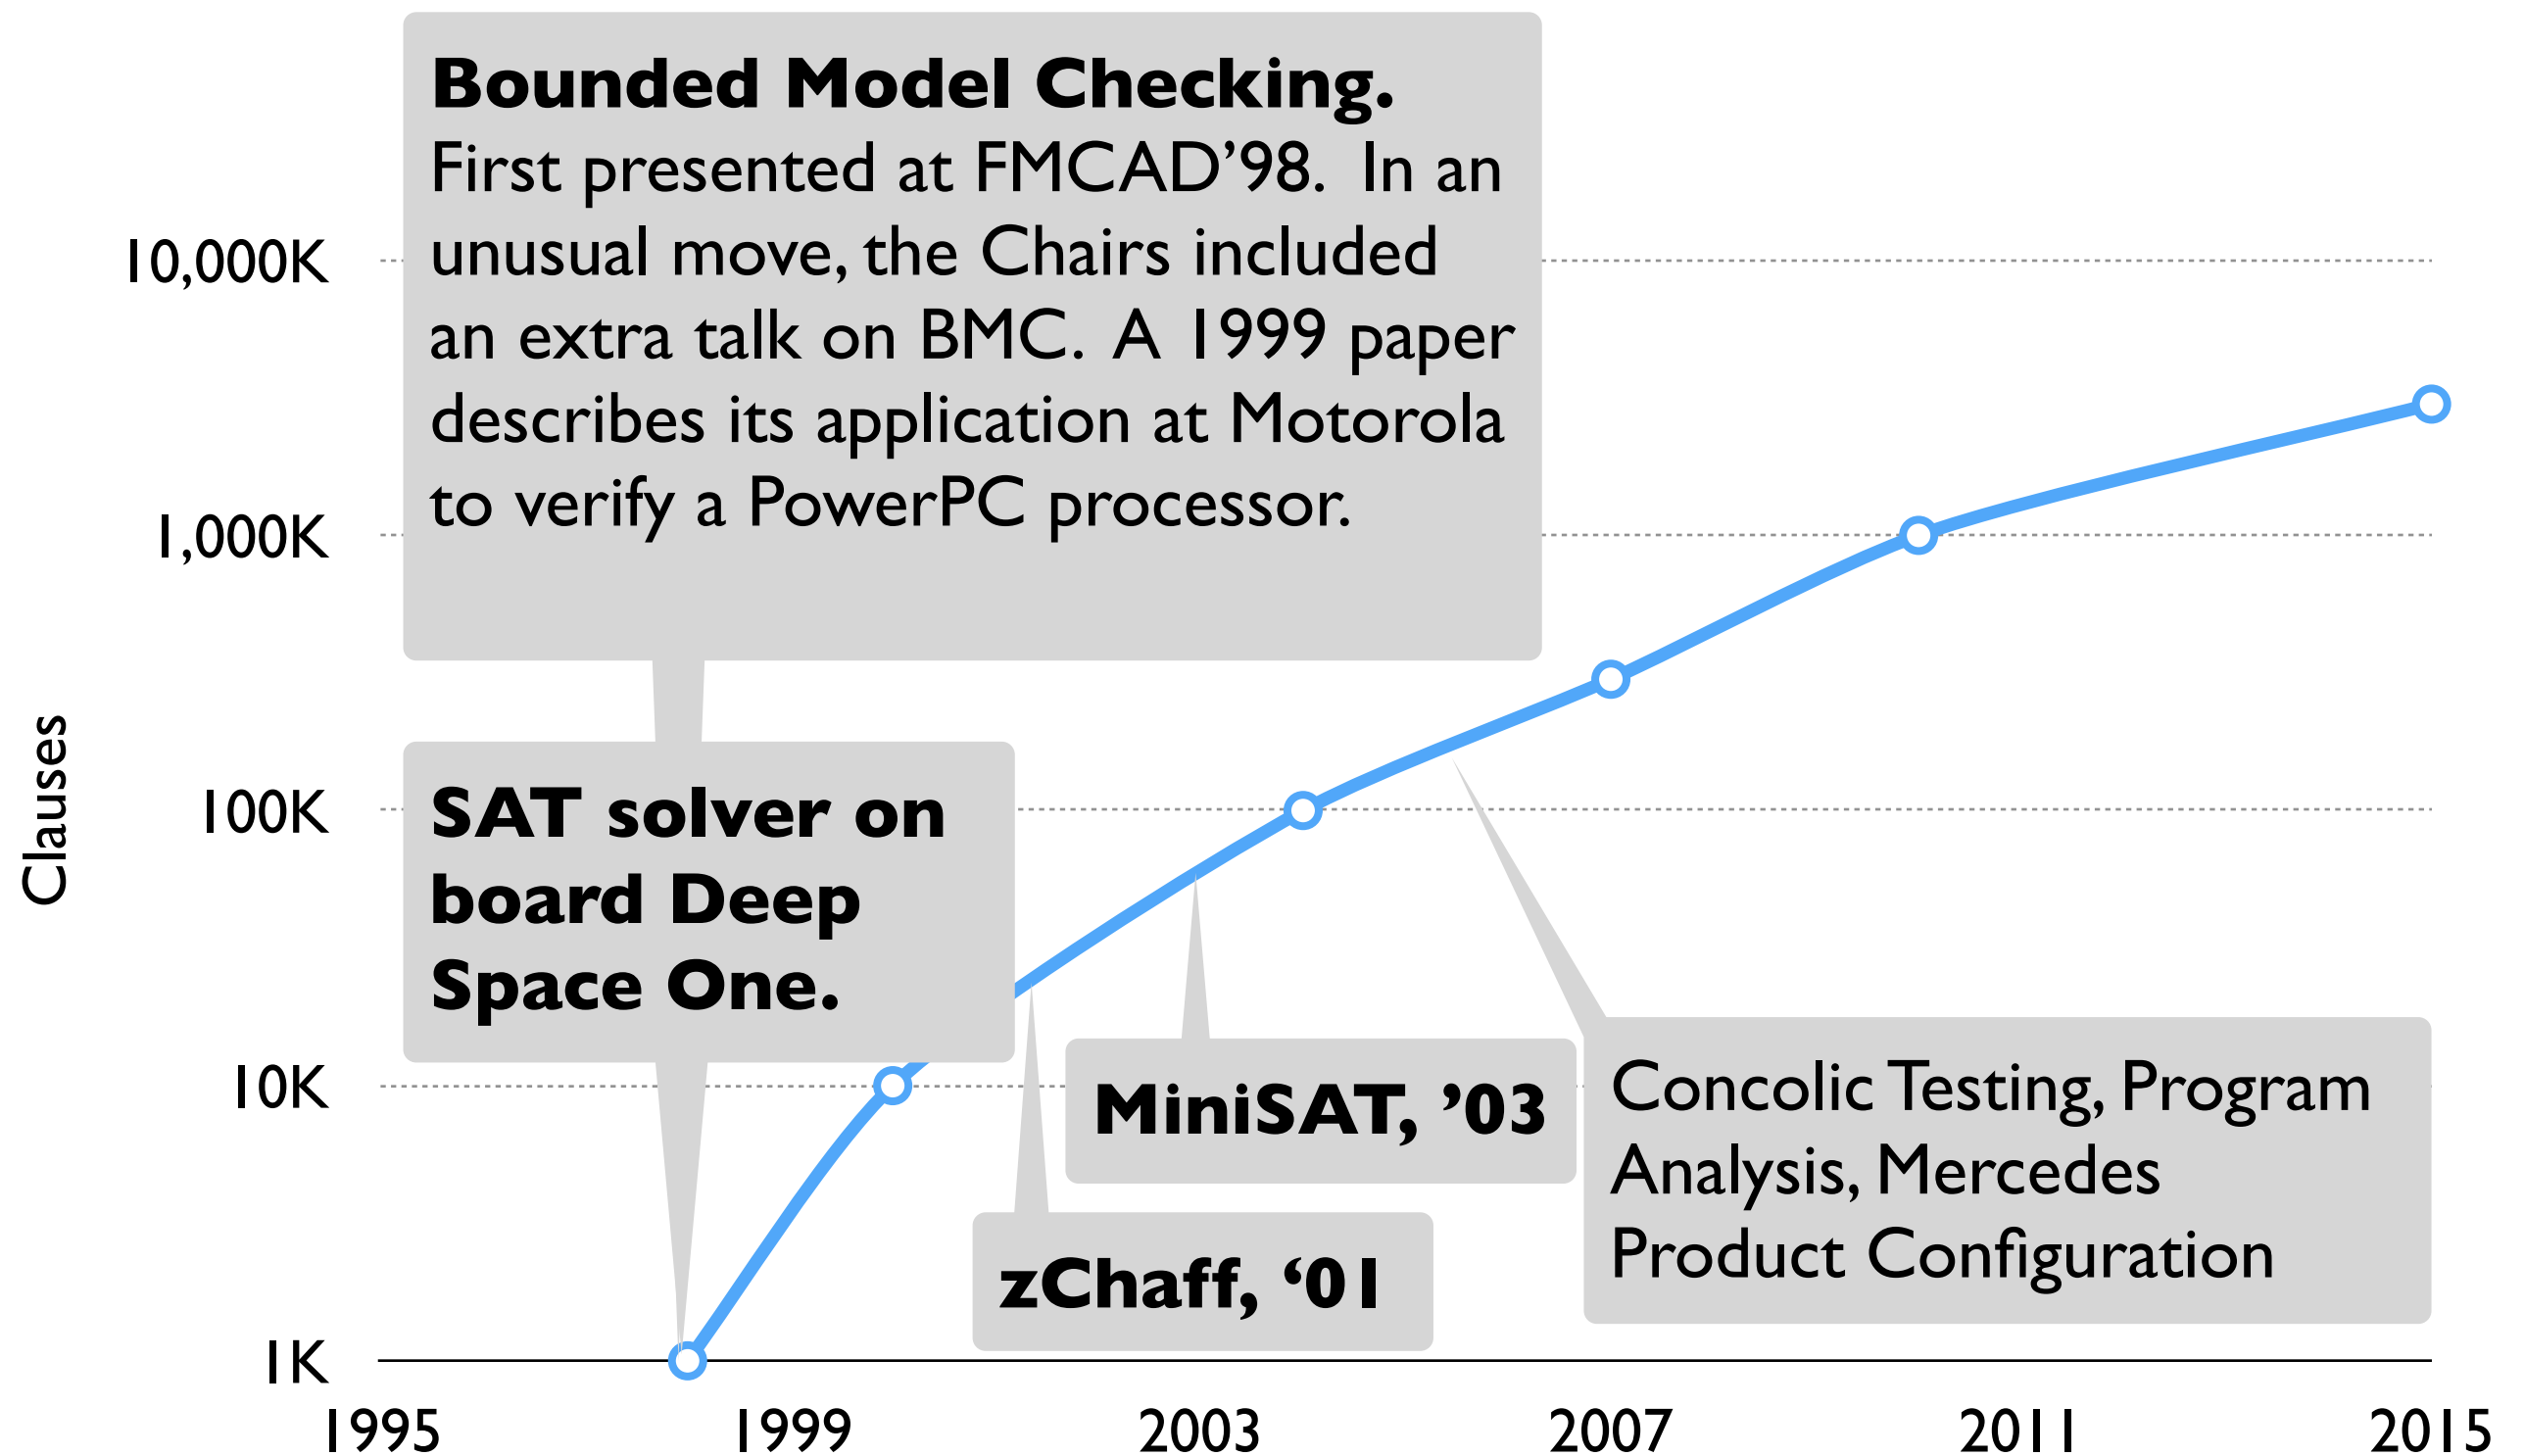 Bounded Model Checking.
First presented at FMCAD’98.  In an
unusual move, the Chairs included
an extra talk on BMC.  A 1999 paper
describes its application at Motorola
to verify a PowerPC processor.
10,000K
1,000K
100K
10K
1K
Clauses
SAT solver on
board Deep
Space One.
MiniSAT, ’03
zChaff, ‘01
Concolic Testing, Program
Analysis, Mercedes
Product Configuration
1995
1999
2003
2007
2011
2015